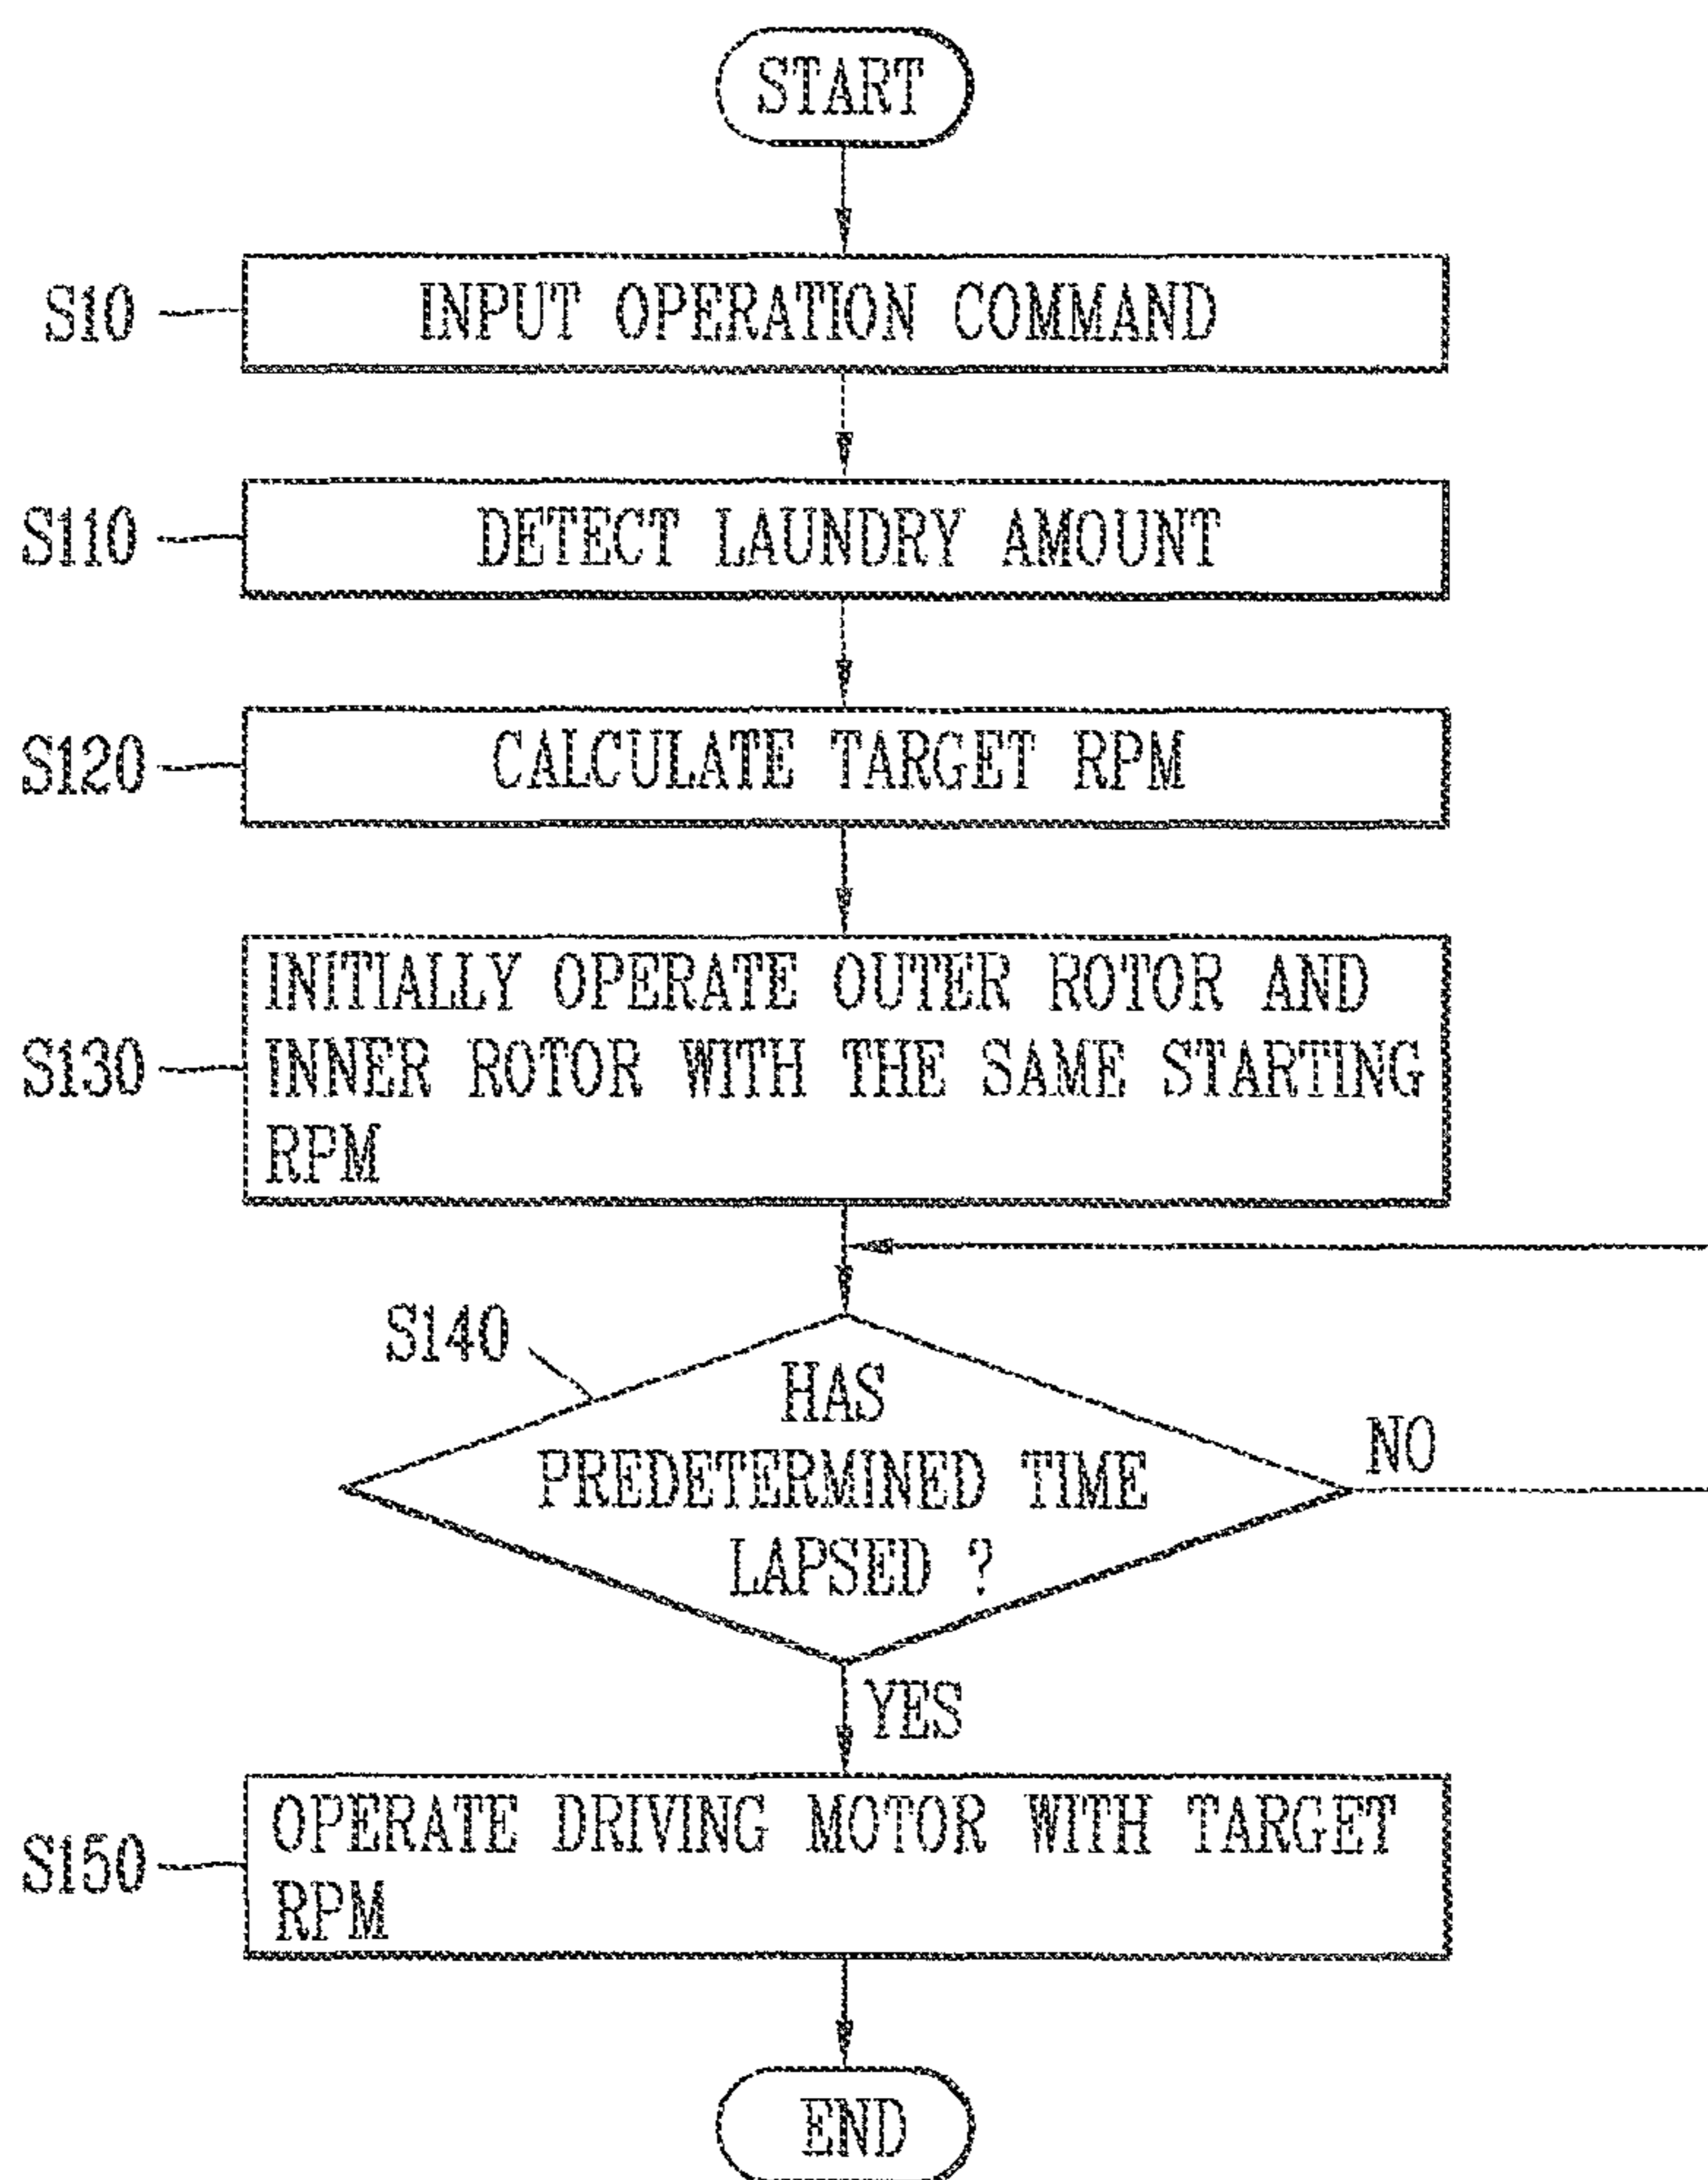 START
S10
INPUT OPERATION COMMAND
S110
DETECT LAUNDRY AMOUNT
S120
CALCULATE TARGET RPM
S130
INITIALLY OPERATE OUTER ROTOR AND
INNER ROTOR WITH THE SAME STARTING
RPM
S140
HAS
PREDETERMINED TIME
LAPSED ?
NO
YES
S150
OPERATE DRIVING MOTOR WITH TARGET
RPM
END